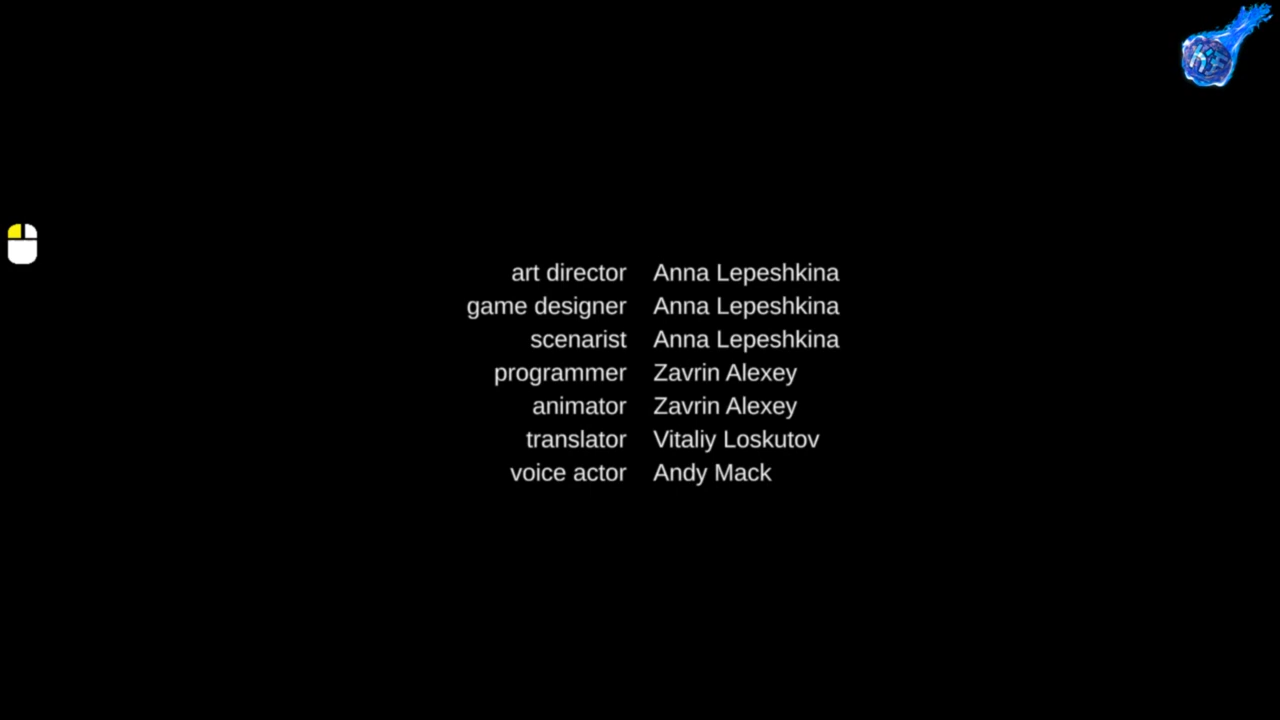 art director Anna Lepeshkina
game designer Anna Lepeshkina
scenarist Anna Lepeshkina
programmer Zavrin Alexey
animator Zavrin Alexey
translator Vitaliy Loskutov
voice actor Andy Mack